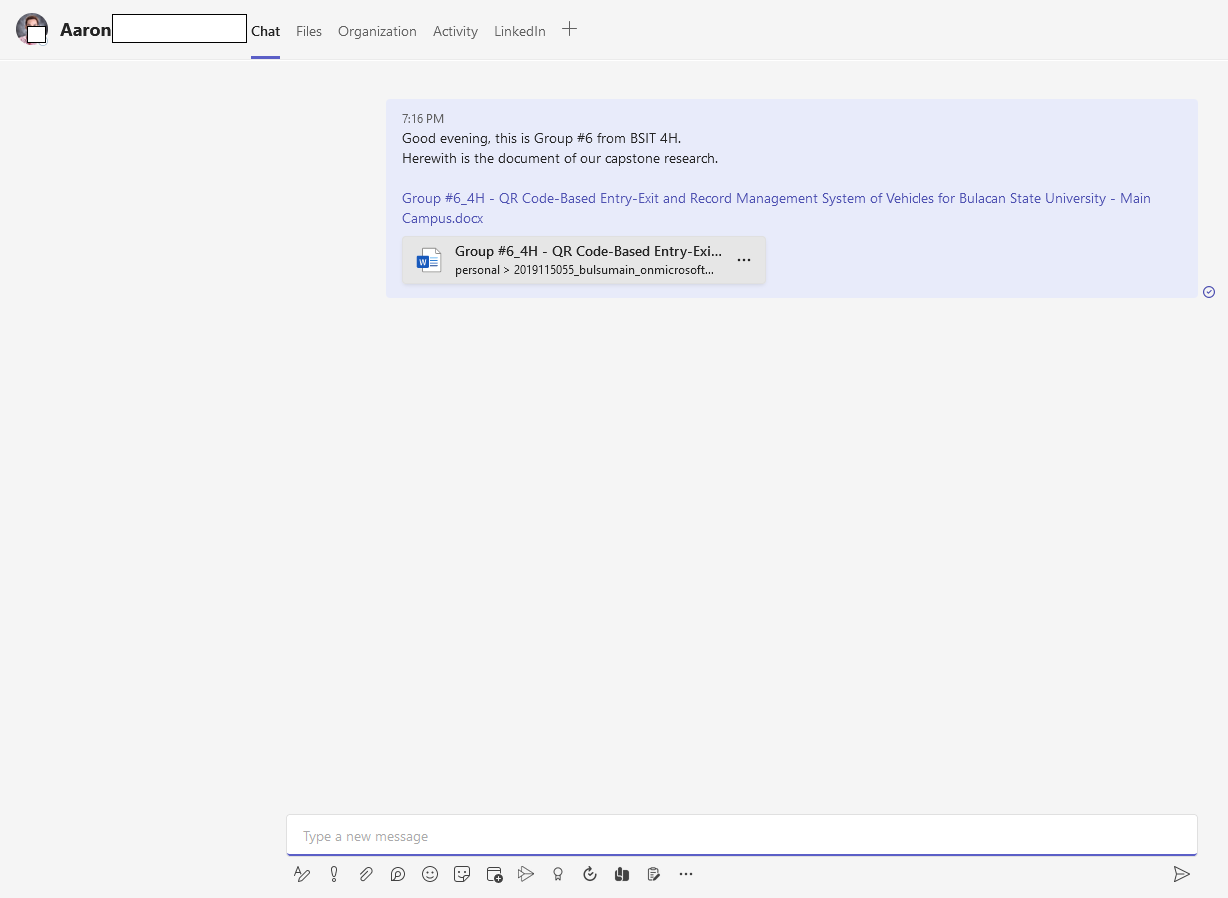 Aaron
Chat Files Organization Activity LinkedIn
7:16 PM
Good evening, this is Group #6 from BSIT 4H.
Herewith is the document of our capstone research.
Group #6_4H - QR Code-Based Entry-Exit and Record Management System of Vehicles for Bulacan State University - Main
Campus.docx
Group #6_4H - QR Code-Based Entry-Exi...
personal > 2019115055_bulsumain_onmicrosoft...
Type a new message